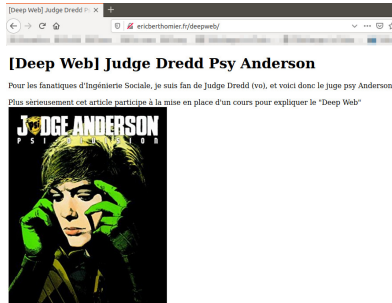 [Deep Web] Judge Dredd Ps
ericberthomier.fr/deepweb/
[Deep Web] Judge Dredd Psy Anderson
Pour les fanatiques d'Ingénierie Sociale, je suis fan de Judge Dredd (vo), et voici donc le juge psy Anderson
Plus sérieusement cet article participe à la mise en place d'un cours pour expliquer le "Deep Web"
JUDGE ANDERSON
PSI DIVISION